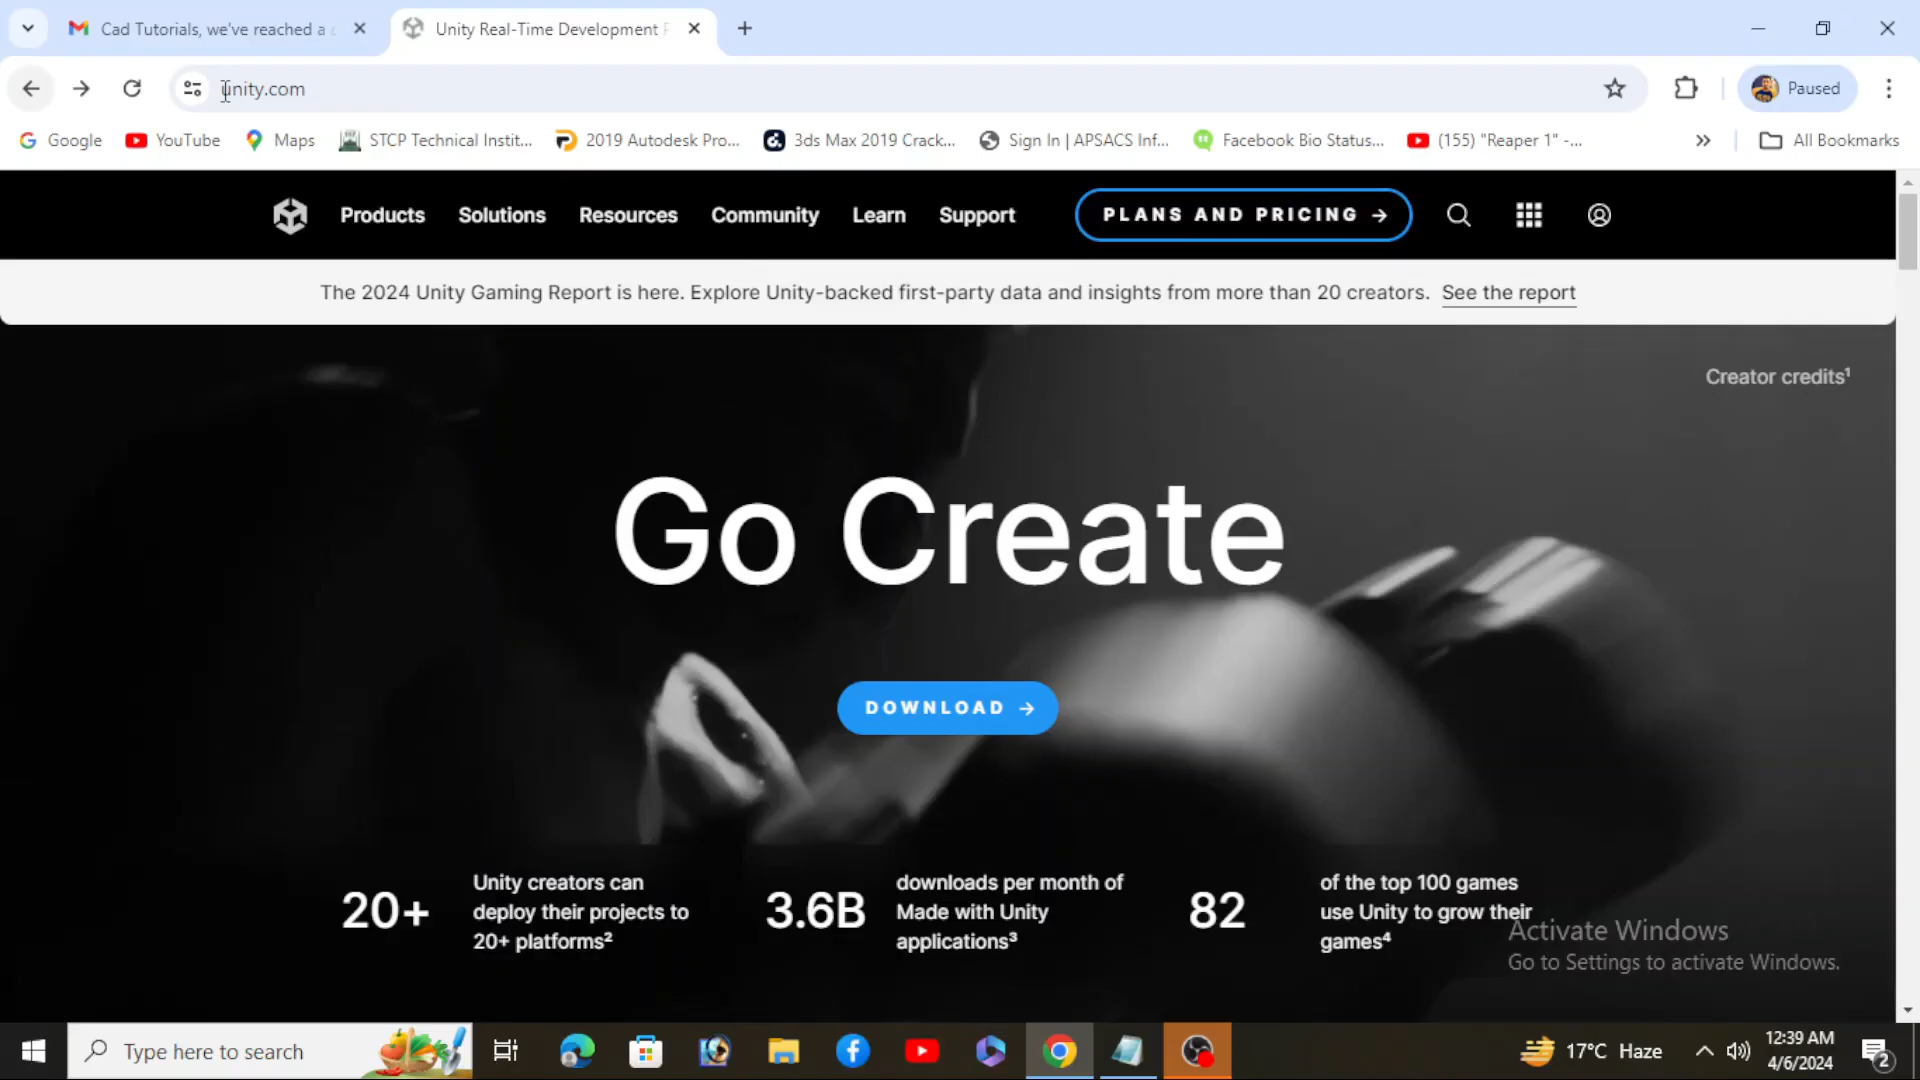 Cad Tutorials, we've reached a
Unity Real-Time Development
unity.com
Paused
Google
YouTube
Maps
STCP Technical Instit...
2019 Autodesk Pro...
3ds Max 2019 Crack...
Sign In | APSACS Inf...
Facebook Bio Status...
(155) "Reaper 1" -...
All Bookmarks
Products
Solutions
Resources
Community
Learn
Support
PLANS AND PRICING →
The 2024 Unity Gaming Report is here. Explore Unity-backed first-party data and insights from more than 20 creators. See the report
Creator credits¹
Go Create
DOWNLOAD →
20+
Unity creators can
deploy their projects to
20+ platforms²
3.6B
downloads per month of
Made with Unity
applications³
82
of the top 100 games
use Unity to grow their
games⁴
Activate Windows
Go to Settings to activate Windows.
Type here to search
17°C Haze
12:39 AM
4/6/2024
2